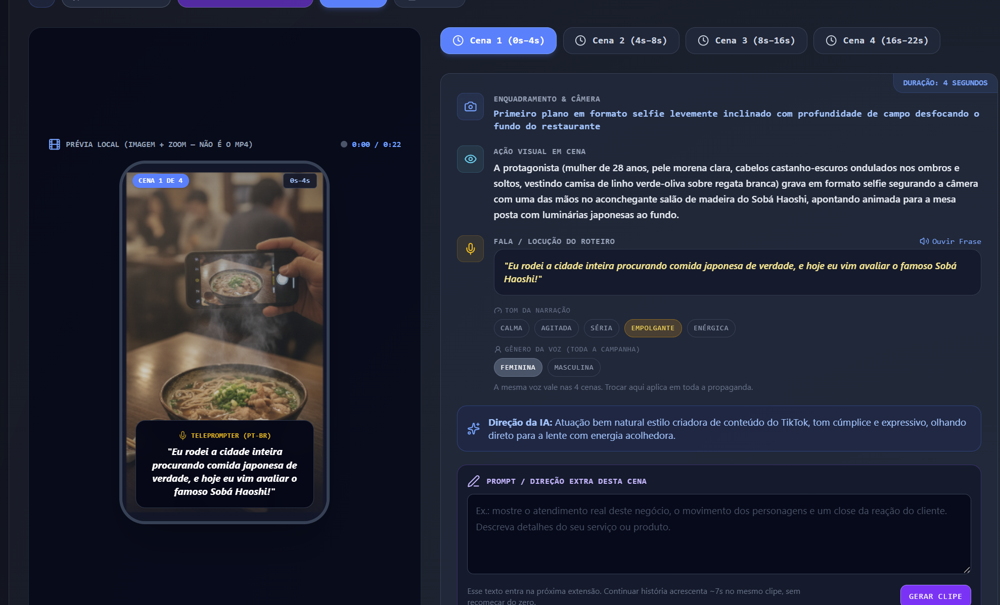 PRÉVIA LOCAL (IMAGEM + ZOOM — NÃO É O MP4)
0:00 / 0:22
CENA 1 DE 4
0s–4s
TELEPROMPTER (PT-BR)
"Eu rodei a cidade inteira
procurando comida japonesa de
verdade, e hoje eu vim avaliar o
famoso Sobá Haoshi!"
Cena 1 (0s–4s)
Cena 2 (4s–8s)
Cena 3 (8s–16s)
Cena 4 (16s–22s)
DURAÇÃO: 4 SEGUNDOS
ENQUADRAMENTO & CÂMERA
Primeiro plano em formato selfie levemente inclinado com profundidade de campo desfocando o
fundo do restaurante
AÇÃO VISUAL EM CENA
A protagonista (mulher de 28 anos, pele morena clara, cabelos castanho-escuros ondulados nos ombros e
soltos, vestindo camisa de linho verde-oliva sobre regata branca) grava em formato selfie segurando a câmera
com uma das mãos no aconchegante salão de madeira do Sobá Haoshi, apontando animada para a mesa
posta com luminárias japonesas ao fundo.
FALA / LOCUÇÃO DO ROTEIRO
Ouvir Frase
"Eu rodei a cidade inteira procurando comida japonesa de verdade, e hoje eu vim avaliar o famoso Sobá
Haoshi!"
TOM DA NARRAÇÃO
CALMA
AGITADA
SÉRIA
EMPOLGANTE
ENÉRGICA
GÊNERO DA VOZ (TODA A CAMPANHA)
FEMININA
MASCULINA
A mesma voz vale nas 4 cenas. Trocar aqui aplica em toda a propaganda.
Direção da IA: Atuação bem natural estilo criadora de conteúdo do TikTok, tom cúmplice e expressivo, olhando
direto para a lente com energia acolhedora.
PROMPT / DIREÇÃO EXTRA DESTA CENA
Ex.: mostre o atendimento real deste negócio, o movimento dos personagens e um close da reação do cliente.
Descreva detalhes do seu serviço ou produto.
Esse texto entra na próxima extensão. Continuar história acrescenta ~7s no mesmo clipe, sem
recomeçar do zero.
GERAR CLIPE